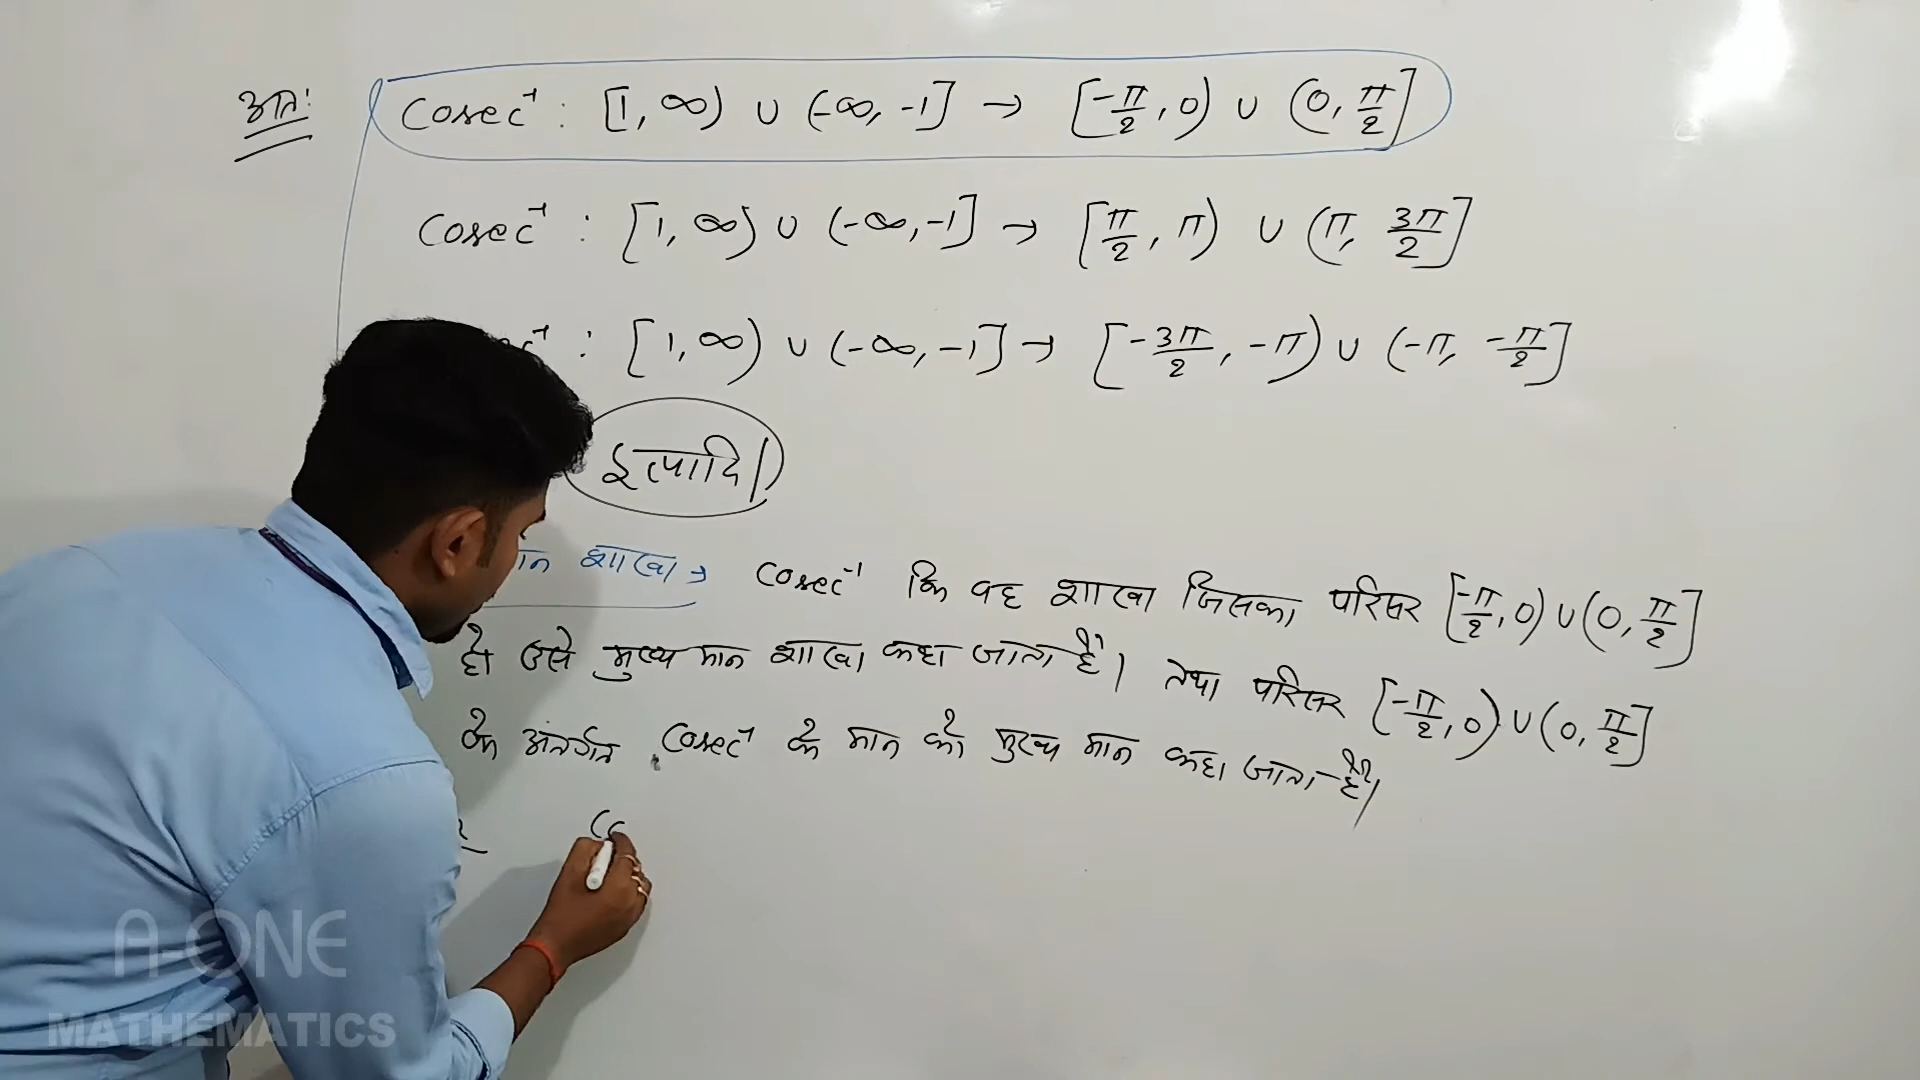 अतः cosec⁻¹ : [1, ∞) ∪ (-∞, -1] → [-π/2, 0) ∪ (0, π/2]
cosec⁻¹ : [1, ∞) ∪ (-∞, -1] → [π/2, π) ∪ (π, 3π/2]
: [1, ∞) ∪ (-∞, -1] → [-3π/2, -π) ∪ (-π, -π/2]
इत्यादि।
शाखा → cosec⁻¹ कि वह शाखा जिसका परिसर [-π/2, 0) ∪ (0, π/2]
हो उसे मुख्य मान शाखा कहा जाता है। तथा परिसर [-π/2, 0) ∪ (0, π/2]
के अंतर्गत cosec⁻¹ के मान को मुख्य मान कहा जाता है।
A-ONE
MATHEMATICS